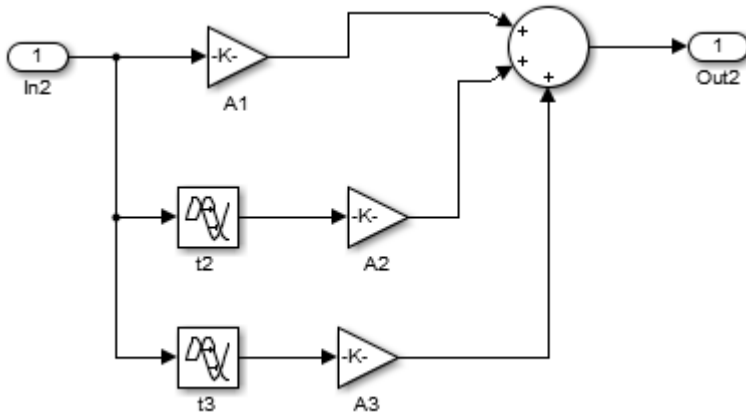 1
In2
-K-
A1
+
+
+
1
Out2
t2
-K-
A2
t3
-K-
A3